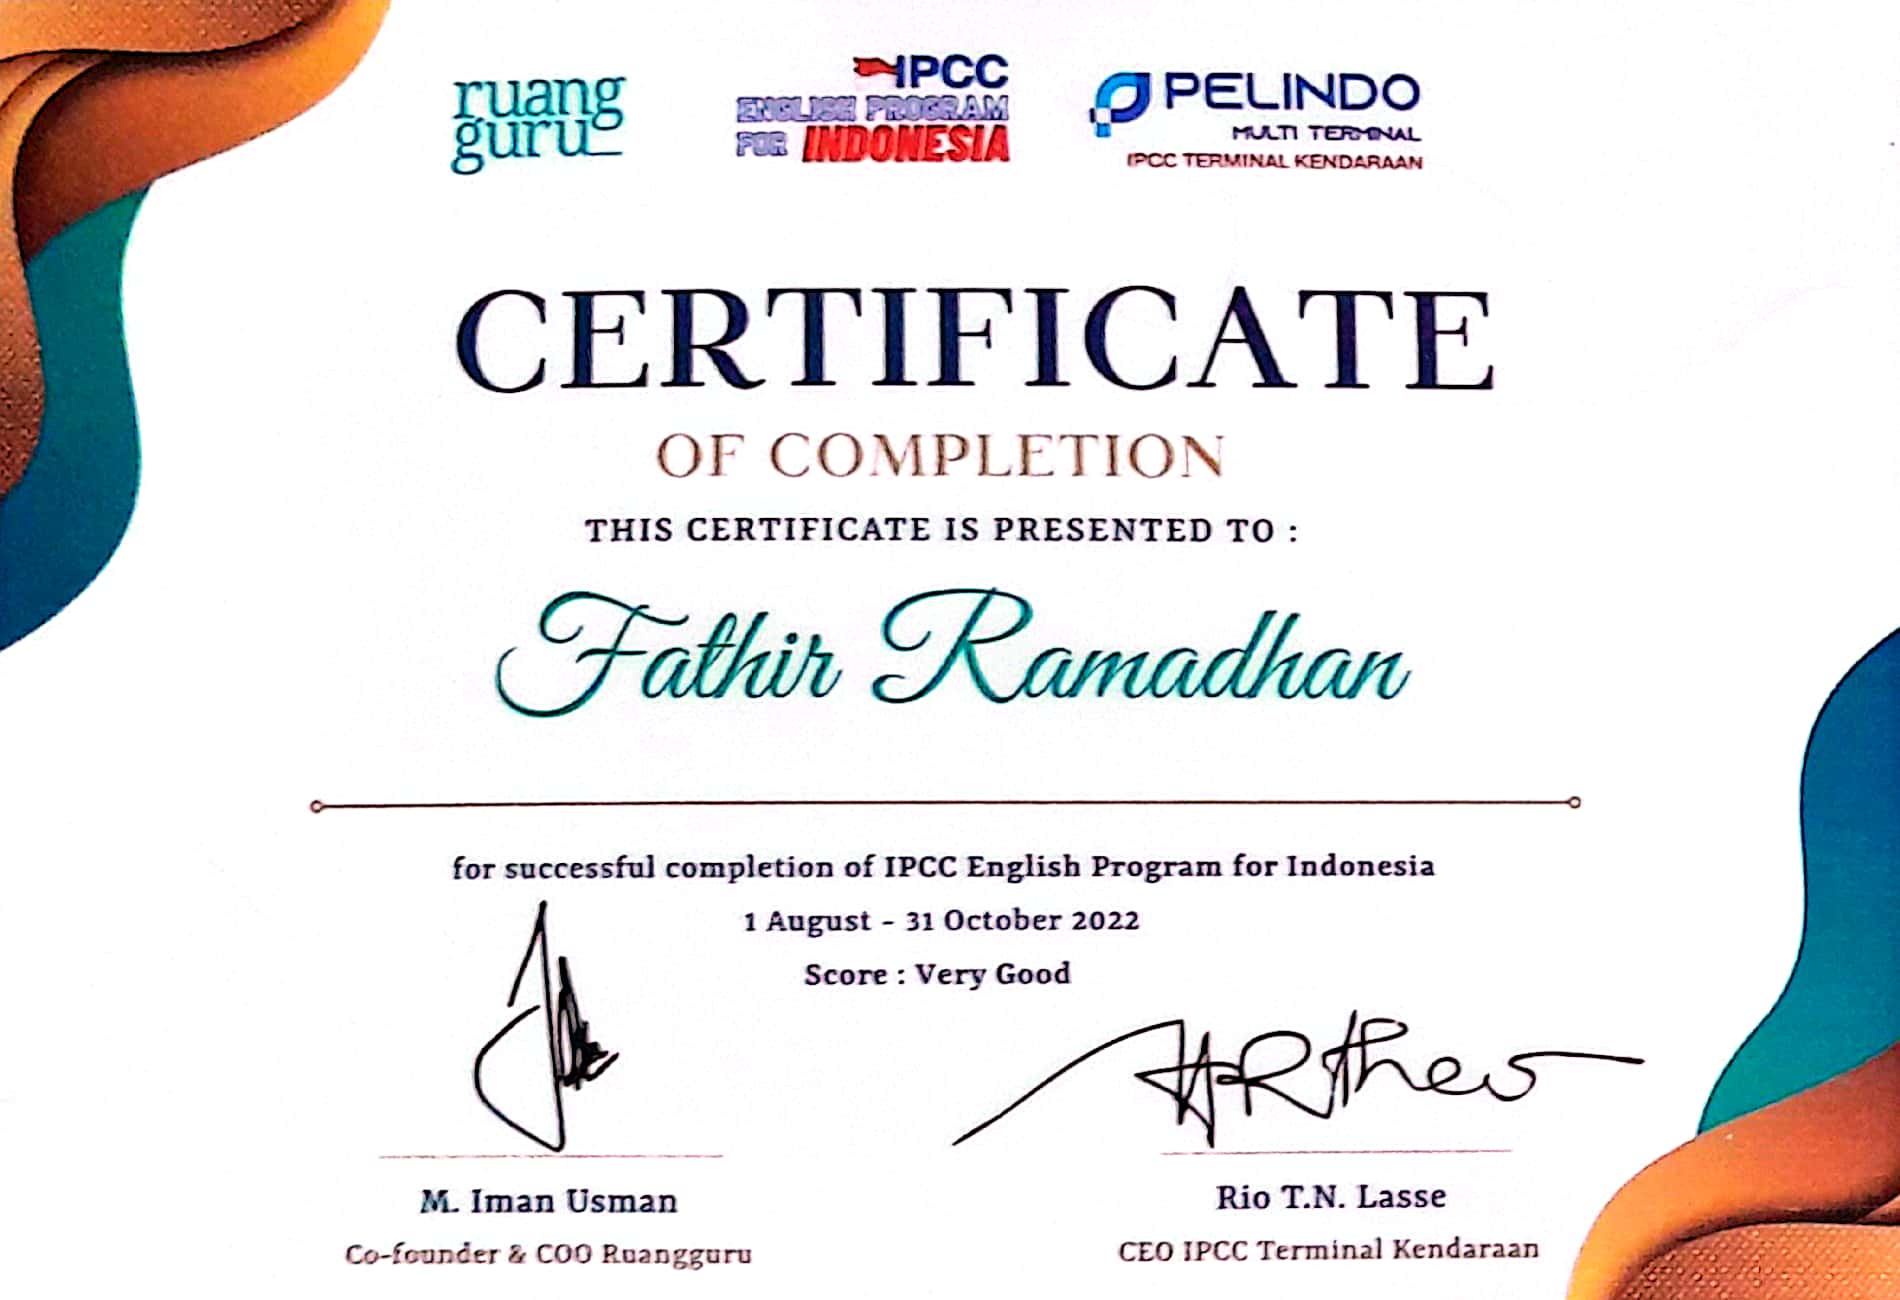 ruang
guru
IPCC
ENGLISH PROGRAM
FOR INDONESIA
PELINDO
MULTI TERMINAL
IPCC TERMINAL KENDARAAN
CERTIFICATE
OF COMPLETION
THIS CERTIFICATE IS PRESENTED TO :
Fathir Ramadhan
for successful completion of IPCC English Program for Indonesia
1 August - 31 October 2022
Score : Very Good
M. Iman Usman
Co-founder & COO Ruangguru
Rio T.N. Lasse
CEO IPCC Terminal Kendaraan